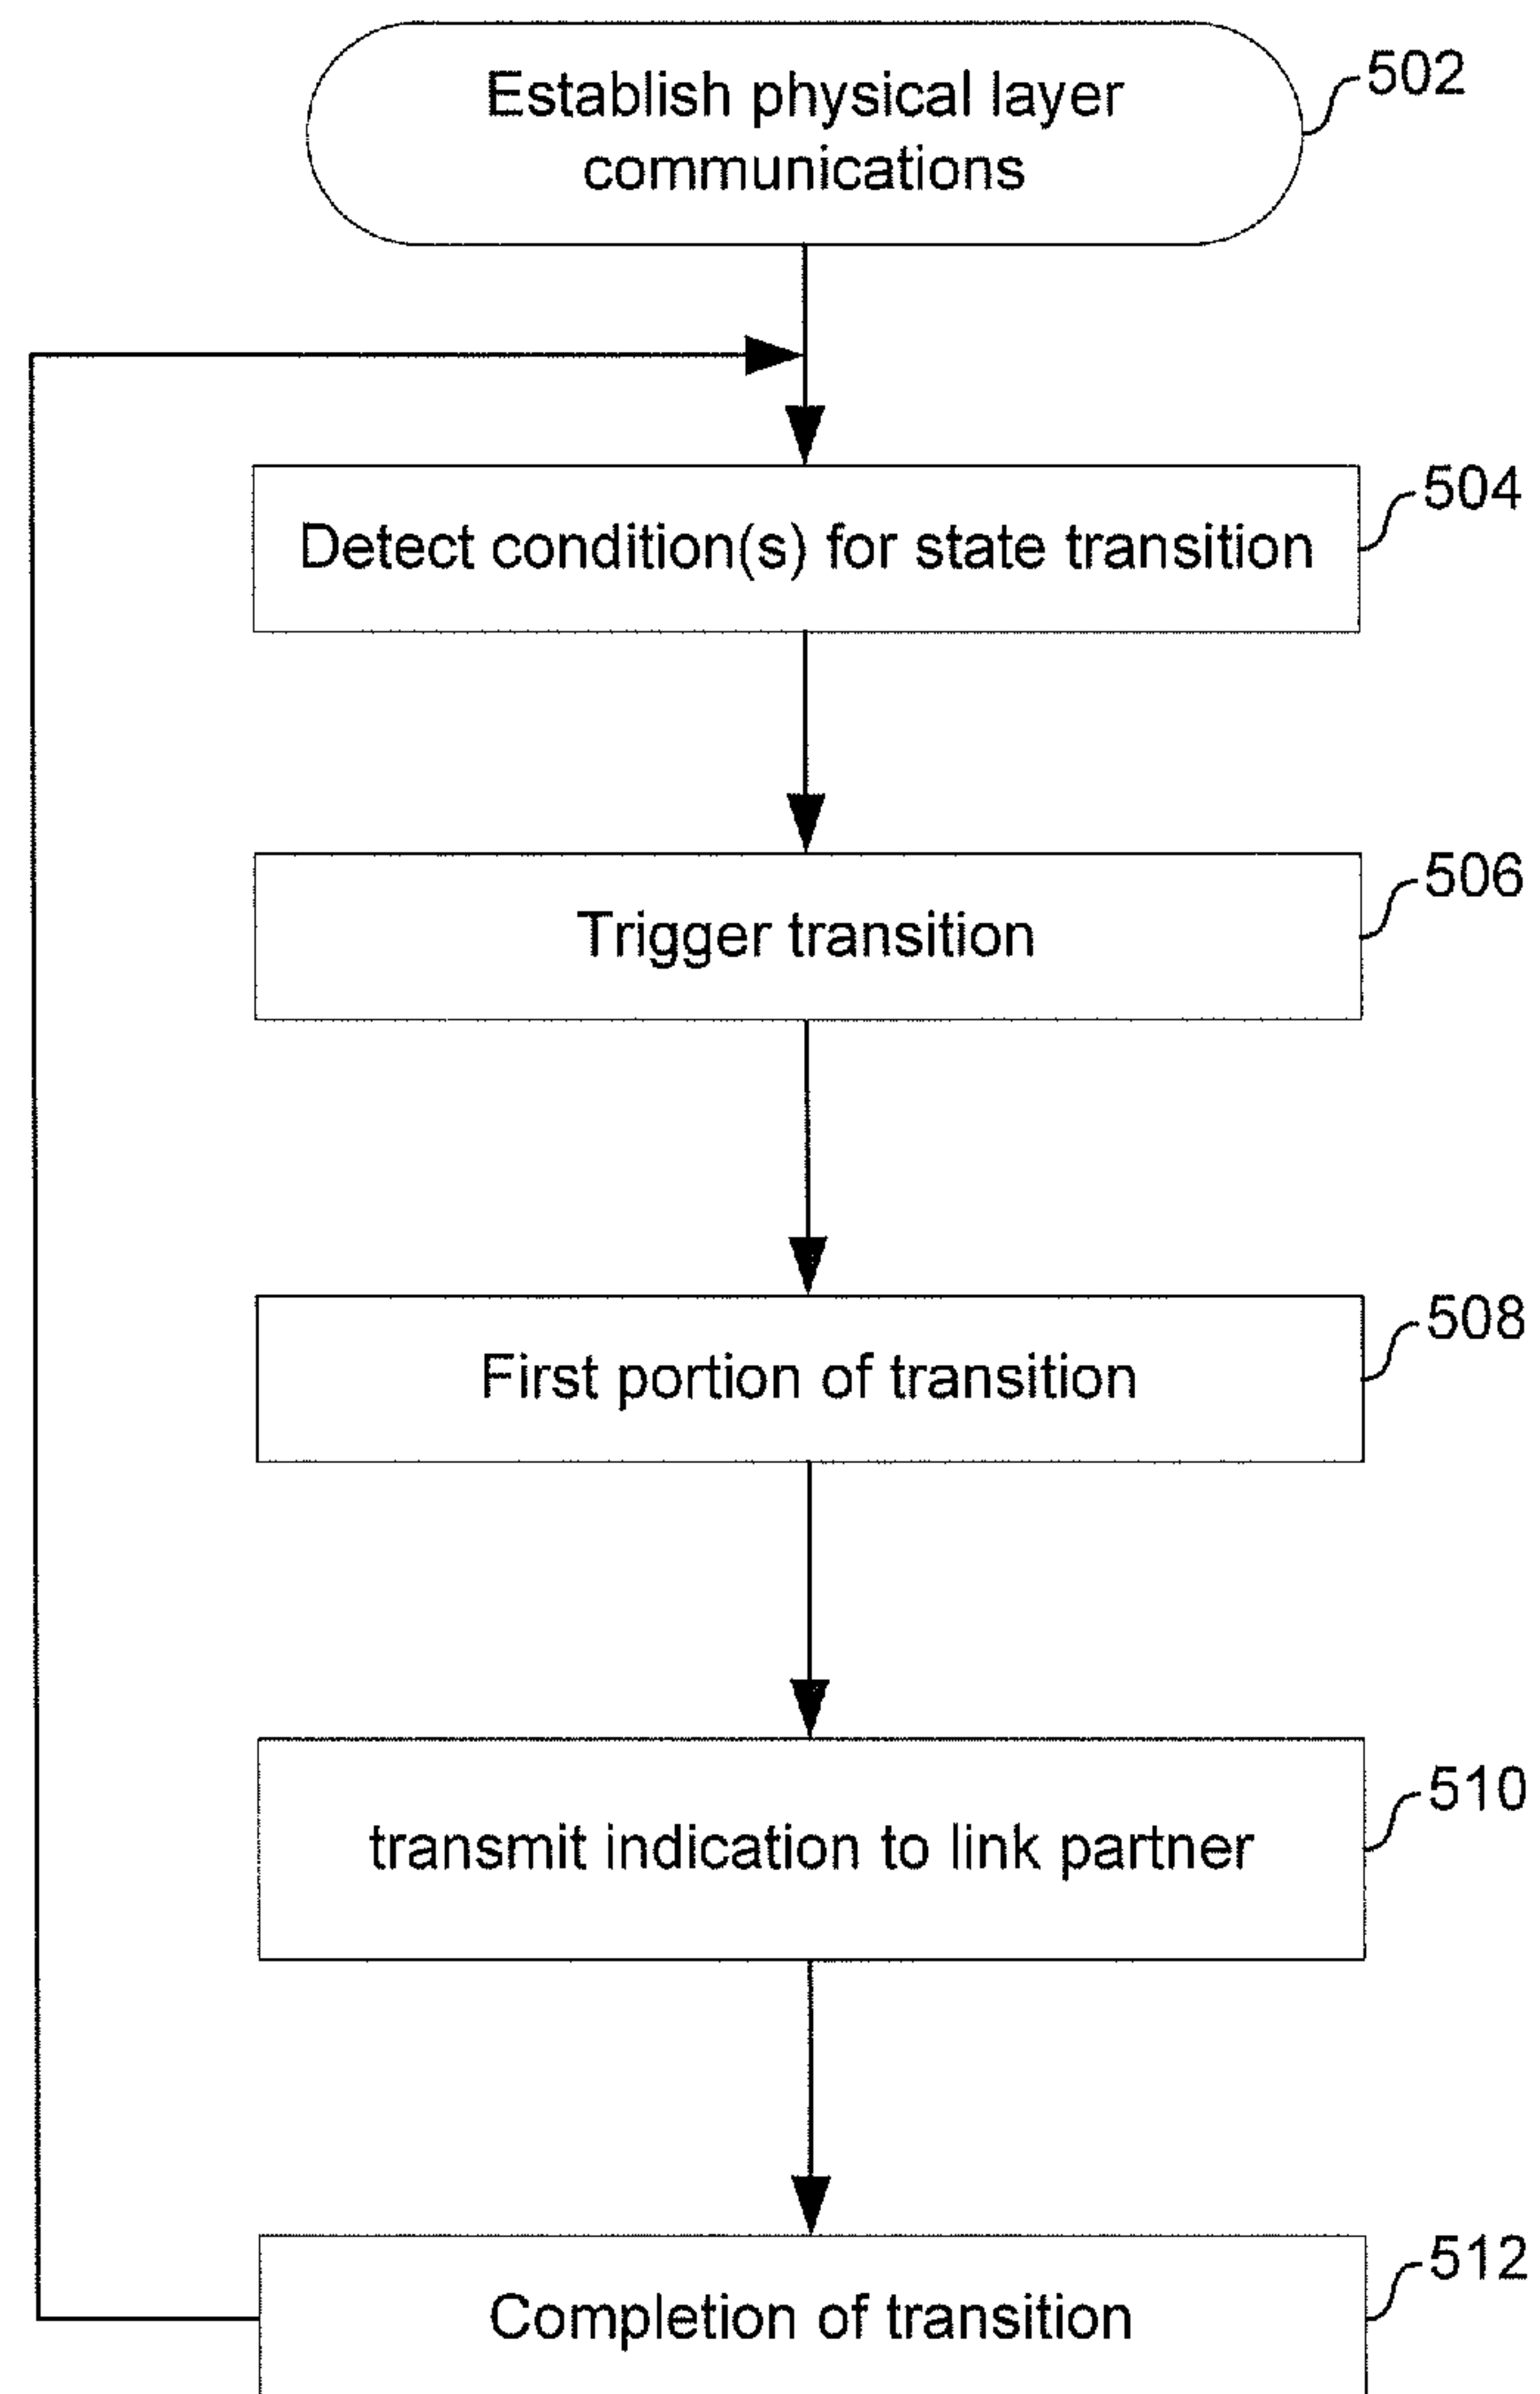 Establish physical layer
communications
502
Detect condition(s) for state transition
504
Trigger transition
506
First portion of transition
508
transmit indication to link partner
510
Completion of transition
512